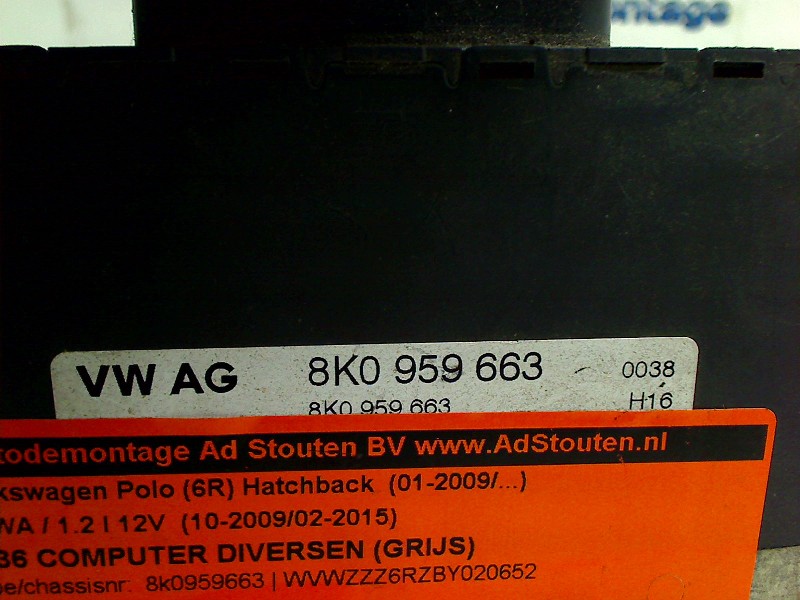 ontage
VW AG 8K0 959 663 0038
8K0 959 663 H16
todemontage Ad Stouten BV www.AdStouten.nl
kswagen Polo (6R) Hatchback (01-2009/...)
WA / 1.2 l 12V (10-2009/02-2015)
36 COMPUTER DIVERSEN (GRIJS)
pe/chassisnr: 8k0959663 | WVWZZZ6RZBY020652